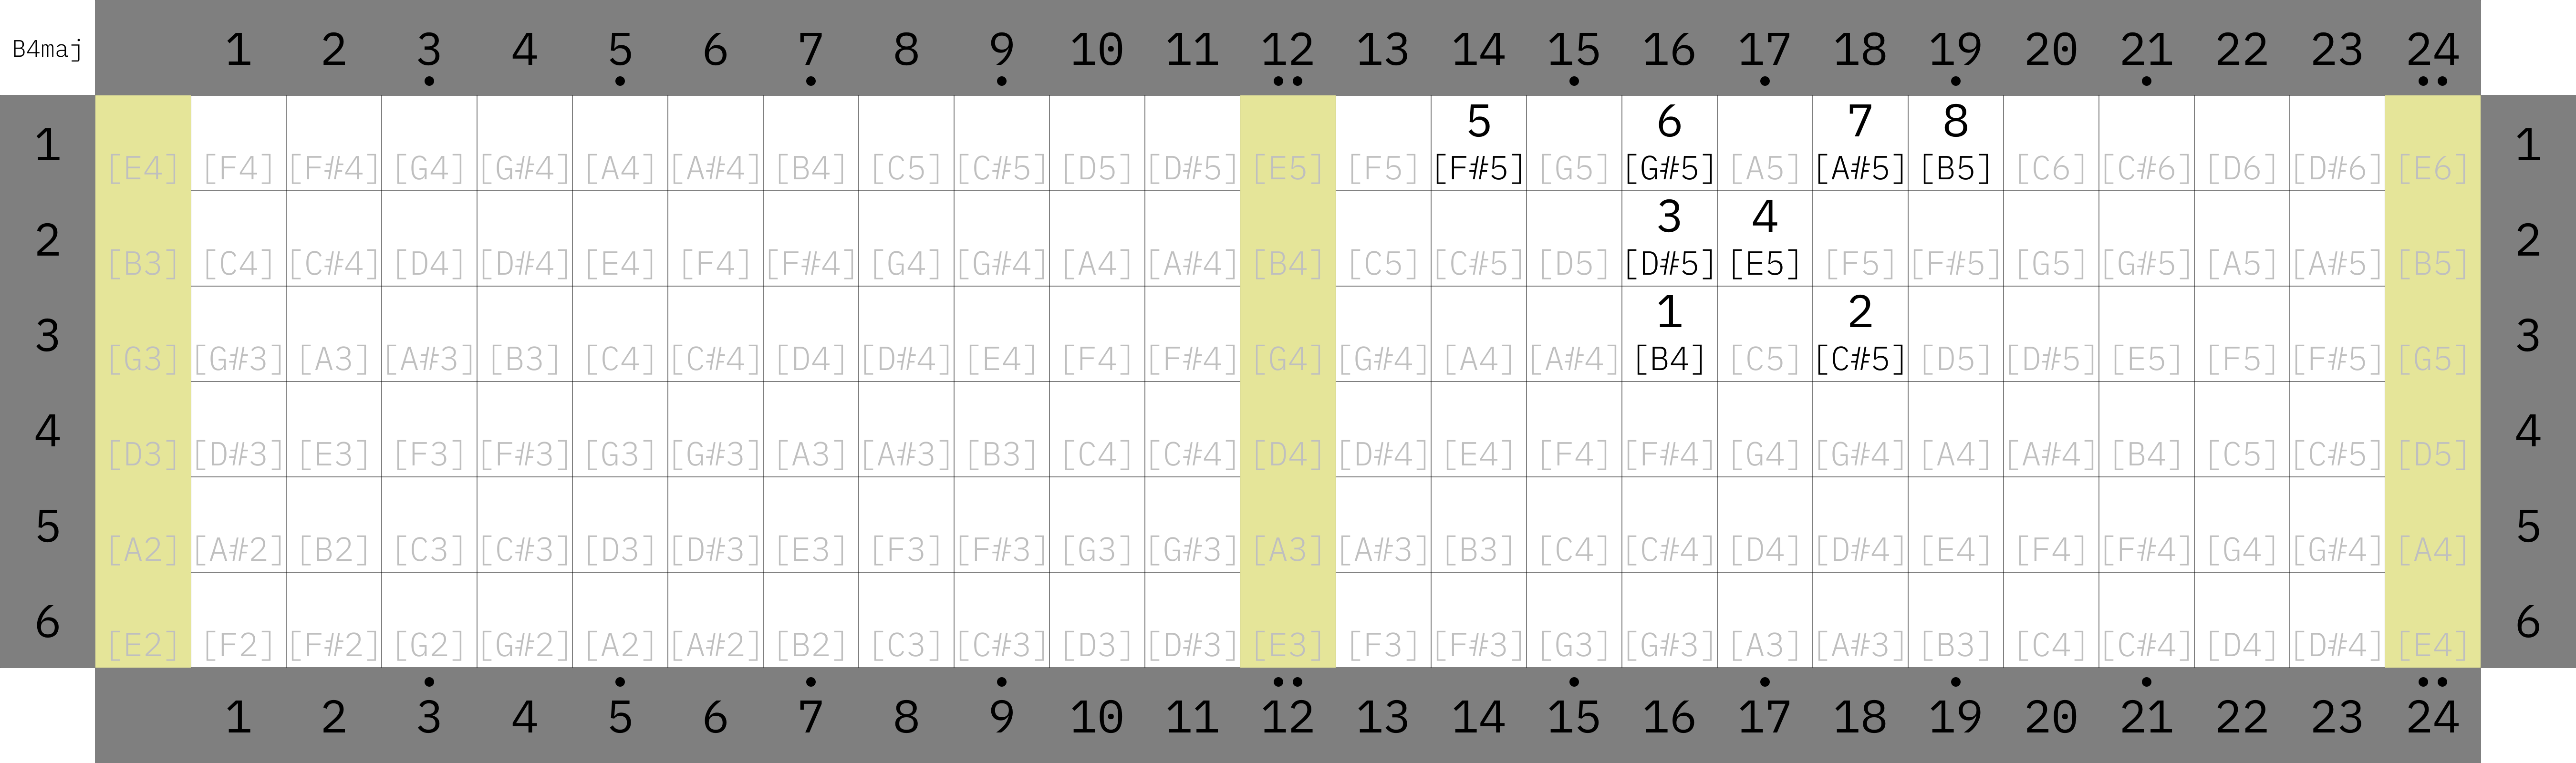 B4maj 1 2 3 4 5 6 7 8 9 10 11 12 13 14 15 16 17 18 19 20 21 22 23 24
5 6 7 8
1 [E4] [F4] [F#4] [G4] [G#4] [A4] [A#4] [B4] [C5] [C#5] [D5] [D#5] [E5] [F5] [F#5] [G5] [G#5] [A5] [A#5] [B5] [C6] [C#6] [D6] [D#6] [E6] 1
3 4
2 [B3] [C4] [C#4] [D4] [D#4] [E4] [F4] [F#4] [G4] [G#4] [A4] [A#4] [B4] [C5] [C#5] [D5] [D#5] [E5] [F5] [F#5] [G5] [G#5] [A5] [A#5] [B5] 2
1 2
3 [G3] [G#3] [A3] [A#3] [B3] [C4] [C#4] [D4] [D#4] [E4] [F4] [F#4] [G4] [G#4] [A4] [A#4] [B4] [C5] [C#5] [D5] [D#5] [E5] [F5] [F#5] [G5] 3
4 [D3] [D#3] [E3] [F3] [F#3] [G3] [G#3] [A3] [A#3] [B3] [C4] [C#4] [D4] [D#4] [E4] [F4] [F#4] [G4] [G#4] [A4] [A#4] [B4] [C5] [C#5] [D5] 4
5 [A2] [A#2] [B2] [C3] [C#3] [D3] [D#3] [E3] [F3] [F#3] [G3] [G#3] [A3] [A#3] [B3] [C4] [C#4] [D4] [D#4] [E4] [F4] [F#4] [G4] [G#4] [A4] 5
6 [E2] [F2] [F#2] [G2] [G#2] [A2] [A#2] [B2] [C3] [C#3] [D3] [D#3] [E3] [F3] [F#3] [G3] [G#3] [A3] [A#3] [B3] [C4] [C#4] [D4] [D#4] [E4] 6
1 2 3 4 5 6 7 8 9 10 11 12 13 14 15 16 17 18 19 20 21 22 23 24